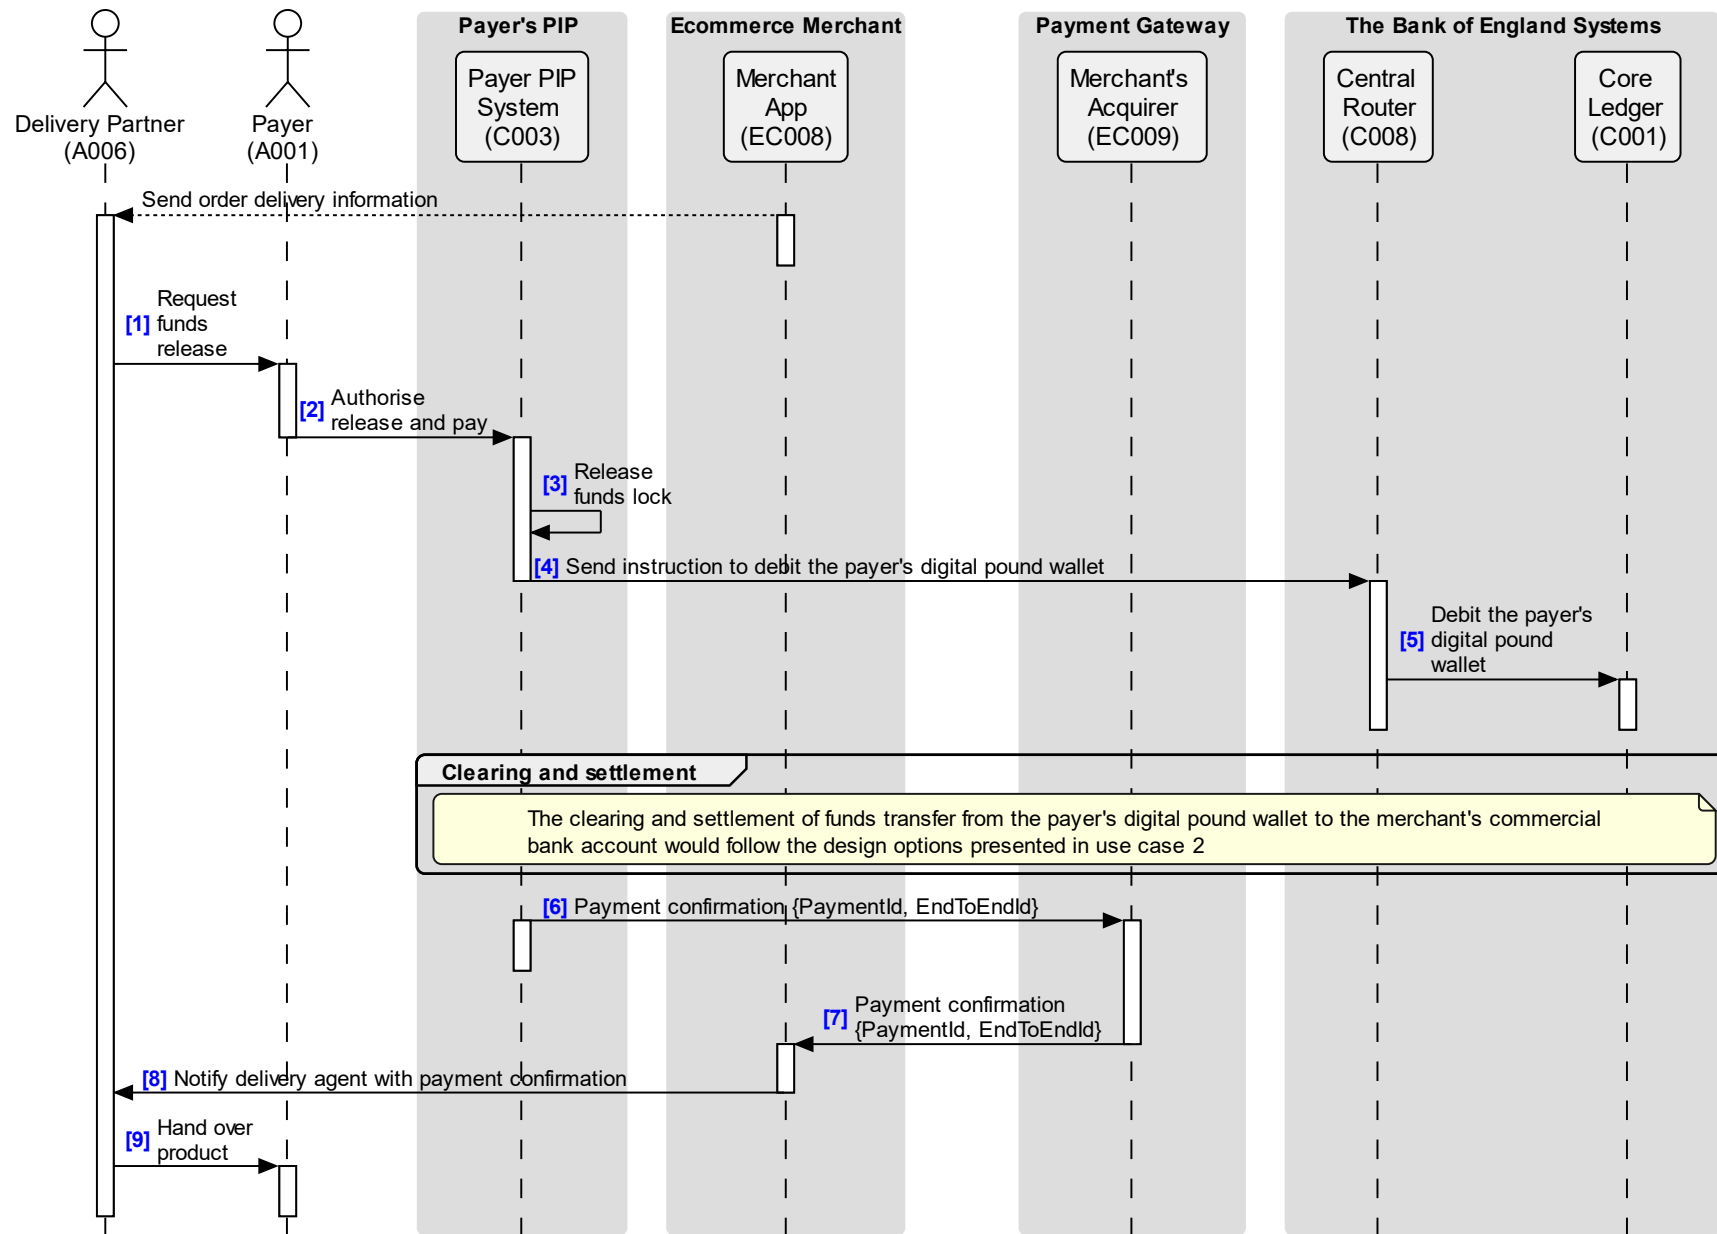 Payer's PIP
Ecommerce Merchant
Payment Gateway
The Bank of England Systems
Delivery Partner
(A006)
Payer
(A001)
Payer PIP
System
(C003)
Merchant
App
(EC008)
Merchant's
Acquirer
(EC009)
Central
Router
(C008)
Core
Ledger
(C001)
Send order delivery information
[1] Request
funds
release
[2] Authorise
release and pay
[3] Release
funds lock
[4] Send instruction to debit the payer's digital pound wallet
[5] Debit the payer's
digital pound
wallet
Clearing and settlement
The clearing and settlement of funds transfer from the payer's digital pound wallet to the merchant's commercial
bank account would follow the design options presented in use case 2
[6] Payment confirmation {PaymentId, EndToEndId}
[7] Payment confirmation
{PaymentId, EndToEndId}
[8] Notify delivery agent with payment confirmation
[9] Hand over
product